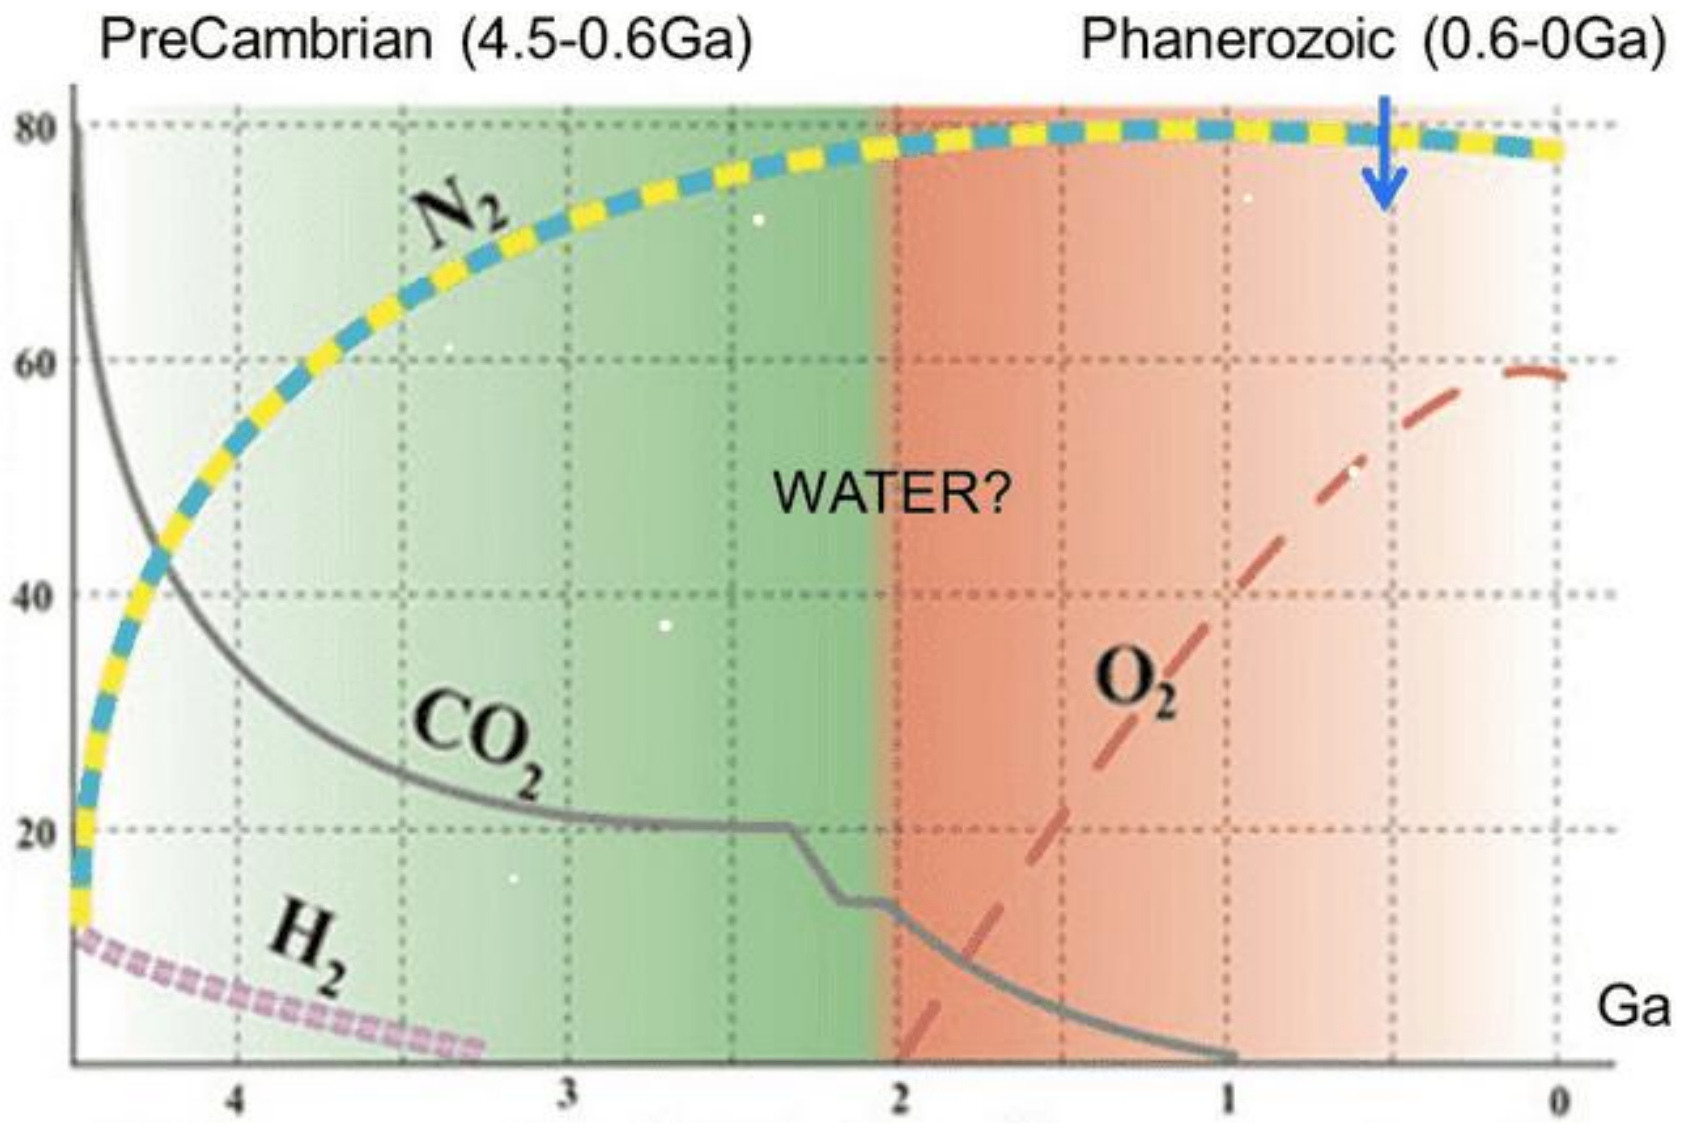 PreCambrian (4.5-0.6Ga)
Phanerozoic (0.6-0Ga)
80
60
40
20
N₂
WATER?
CO₂
O₂
H₂
Ga
4
3
2
1
0